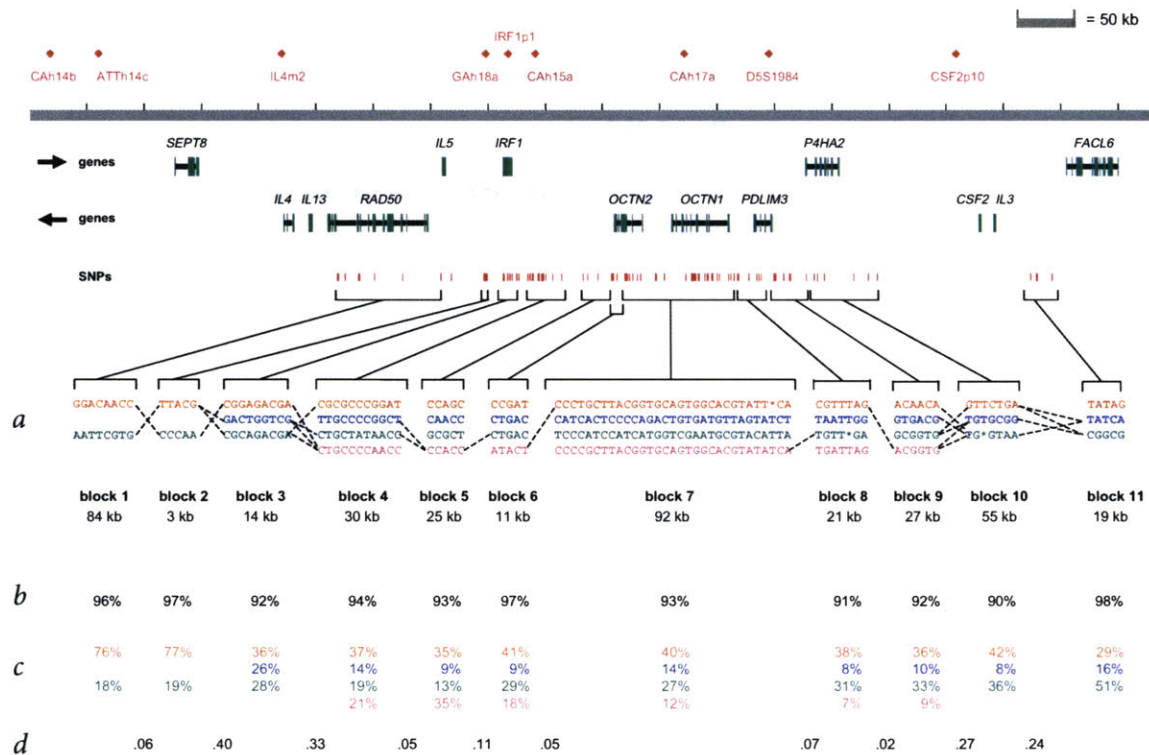 = 50 kb
IRF1p1
CAh14b ATTh14c IL4m2 GAh18a CAh15a CAh17a D5S1984 CSF2p10
SEPT8 IL5 IRF1 P4HA2 FACL6
genes
IL4 IL13 RAD50 OCTN2 OCTN1 PDLIM3 CSF2 IL3
genes
SNPs
a
GGACAACC TTACG CGGAGACGA CGCGCCCGGAT CCAGC CCGAT CCCTGCTTACGGTGCAGTGGCACGTATT*CA CGTTTAG ACAACA GTTCTGA TATAG
GACTGGTCG TTGCCCCGGCT CAACC CTGAC CATCACTCCCCAGACTGTGATGTTAGTATCT TAATTGG GTGACG TGTGCGG TATCA
AATTCGTG CCCAA CGCAGACGA CTGCTATAACG GCGCT CTGAC TCCCATCCATCATGGTCGAATGCGTACATTA TGTT*GA GCGGTG TG*GTAA CGGCG
CTGCCCCAACC CCACC ATACT CCCCGCTTACGGTGCAGTGGCACGTATATCA TGATTAG ACGGTG
block 1 block 2 block 3 block 4 block 5 block 6 block 7 block 8 block 9 block 10 block 11
84 kb 3 kb 14 kb 30 kb 25 kb 11 kb 92 kb 21 kb 27 kb 55 kb 19 kb
b 96% 97% 92% 94% 93% 97% 93% 91% 92% 90% 98%
c
76% 77% 36% 37% 35% 41% 40% 38% 36% 42% 29%
26% 14% 9% 9% 14% 8% 10% 8% 16%
18% 19% 28% 19% 13% 29% 27% 31% 33% 36% 51%
21% 35% 18% 12% 7% 9%
d .06 .40 .33 .05 .11 .05 .07 .02 .27 .24